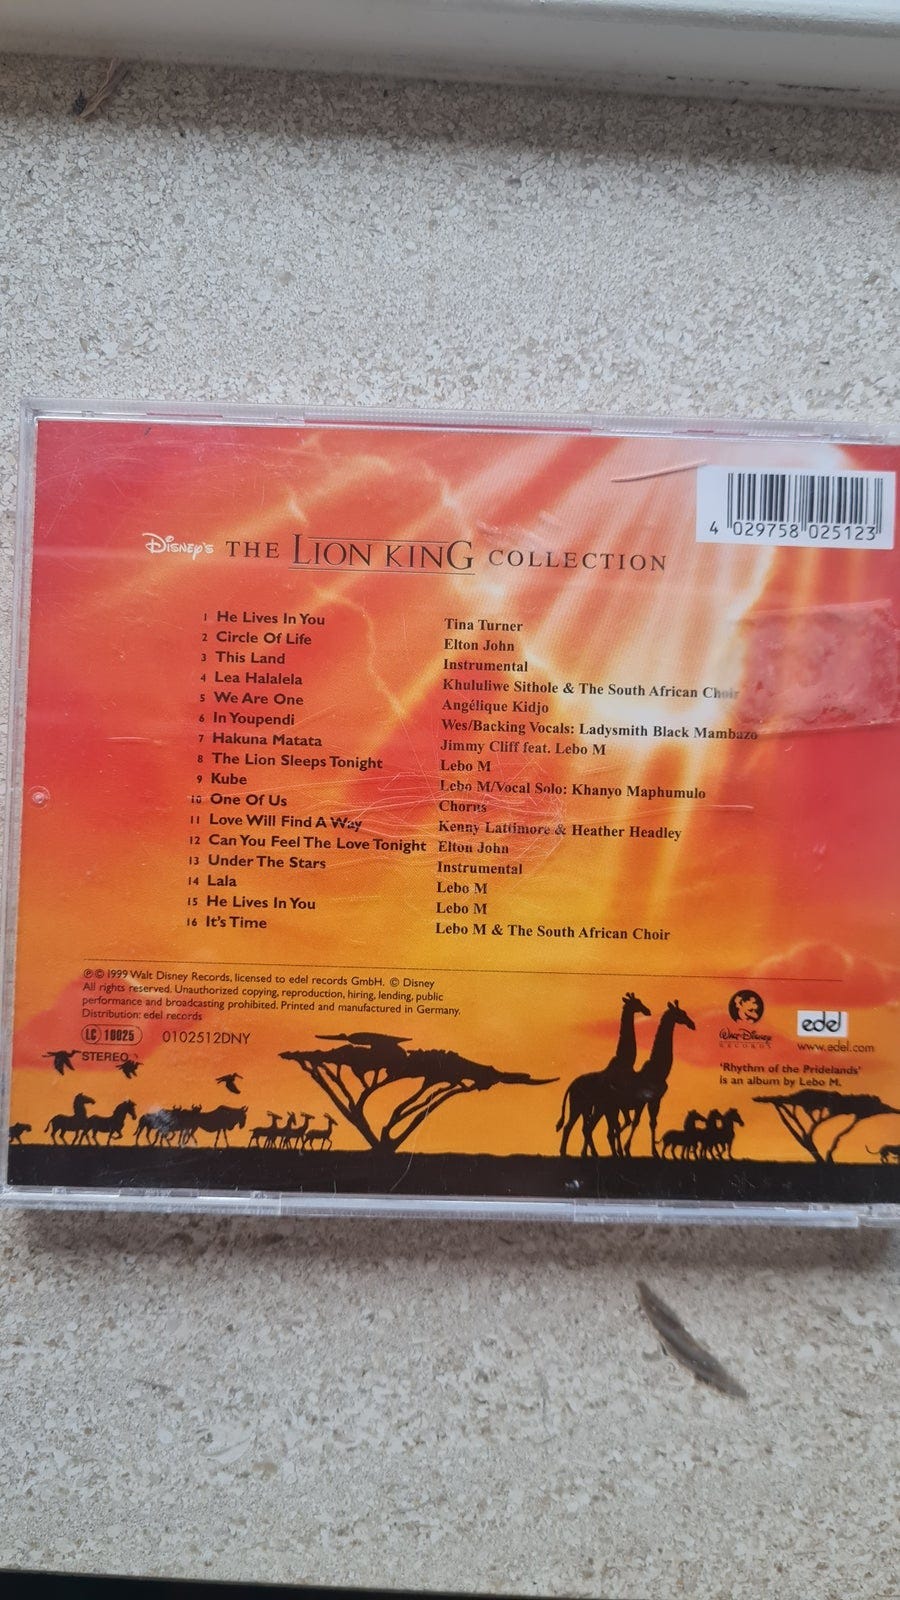 4 029758 025123
Disney's THE LION KING COLLECTION
1 He Lives In You Tina Turner
2 Circle Of Life Elton John
3 This Land Instrumental
4 Lea Halalela Khululiwe Sithole & The South African Choir
5 We Are One Angélique Kidjo
6 In Youpendi Wes/Backing Vocals: Ladysmith Black Mambazo
7 Hakuna Matata Jimmy Cliff feat. Lebo M
8 The Lion Sleeps Tonight Lebo M
9 Kube Lebo M/Vocal Solo: Khanyo Maphumulo
10 One Of Us Chorus
11 Love Will Find A Way Kenny Lattimore & Heather Headley
12 Can You Feel The Love Tonight Elton John
13 Under The Stars Instrumental
14 Lala Lebo M
15 He Lives In You Lebo M
16 It's Time Lebo M & The South African Choir
℗© 1999 Walt Disney Records, licensed to edel records GmbH. © Disney
All rights reserved. Unauthorized copying, reproduction, hiring, lending, public
performance and broadcasting prohibited. Printed and manufactured in Germany.
Distribution: edel records
LC 10025 0102512DNY
STEREO
Walt Disney
RECORDS
edel
www.edel.com
'Rhythm of the Pridelands'
is an album by Lebo M.